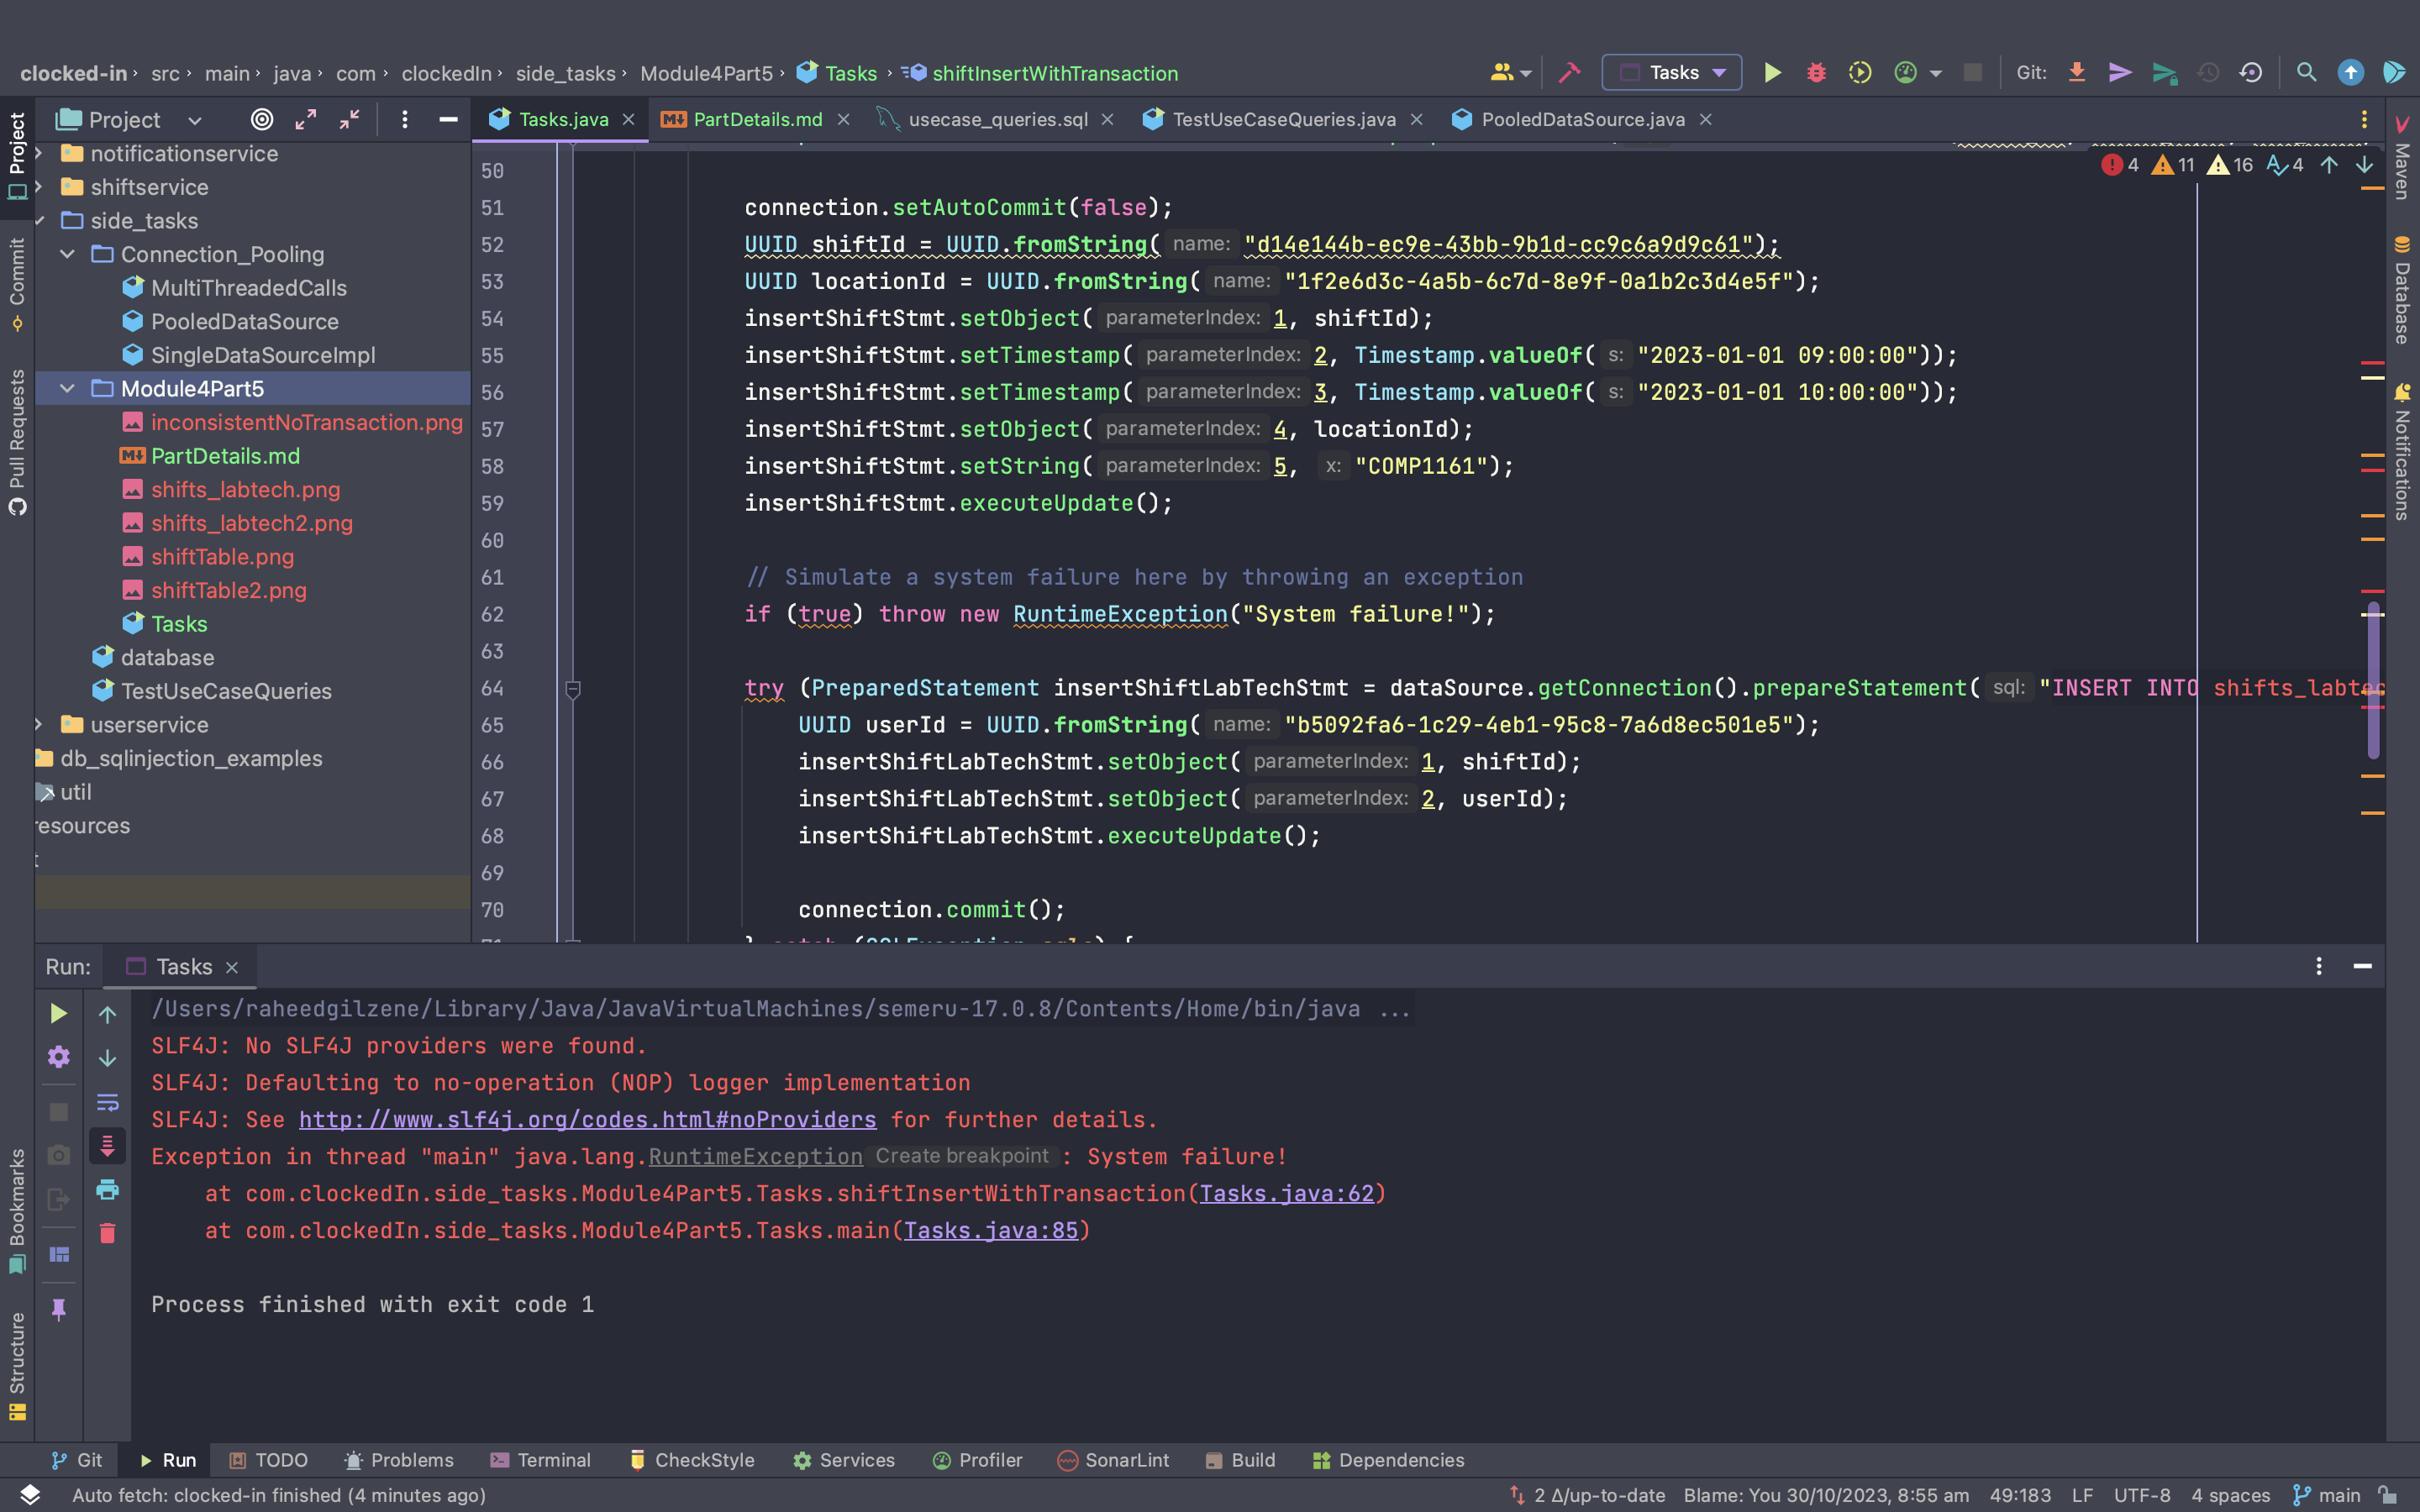 clocked-in › src › main › java › com › clockedIn › side_tasks › Module4Part5 › Tasks › shiftInsertWithTransaction
Tasks
Git:
Project
Tasks.java
PartDetails.md
usecase_queries.sql
TestUseCaseQueries.java
PooledDataSource.java
Project
Commit
Pull Requests
Bookmarks
Structure
notificationservice
shiftservice
side_tasks
Connection_Pooling
MultiThreadedCalls
PooledDataSource
SingleDataSourceImpl
Module4Part5
inconsistentNoTransaction.png
PartDetails.md
shifts_labtech.png
shifts_labtech2.png
shiftTable.png
shiftTable2.png
Tasks
database
TestUseCaseQueries
userservice
db_sqlinjection_examples
util
resources
t
4 11 16 4
50
51 connection.setAutoCommit(false);
52 UUID shiftId = UUID.fromString( name: "d14e144b-ec9e-43bb-9b1d-cc9c6a9d9c61");
53 UUID locationId = UUID.fromString( name: "1f2e6d3c-4a5b-6c7d-8e9f-0a1b2c3d4e5f");
54 insertShiftStmt.setObject( parameterIndex: 1, shiftId);
55 insertShiftStmt.setTimestamp( parameterIndex: 2, Timestamp.valueOf( s: "2023-01-01 09:00:00"));
56 insertShiftStmt.setTimestamp( parameterIndex: 3, Timestamp.valueOf( s: "2023-01-01 10:00:00"));
57 insertShiftStmt.setObject( parameterIndex: 4, locationId);
58 insertShiftStmt.setString( parameterIndex: 5, x: "COMP1161");
59 insertShiftStmt.executeUpdate();
60
61 // Simulate a system failure here by throwing an exception
62 if (true) throw new RuntimeException("System failure!");
63
64 try (PreparedStatement insertShiftLabTechStmt = dataSource.getConnection().prepareStatement( sql: "INSERT INTO shifts_labtec
65 UUID userId = UUID.fromString( name: "b5092fa6-1c29-4eb1-95c8-7a6d8ec501e5");
66 insertShiftLabTechStmt.setObject( parameterIndex: 1, shiftId);
67 insertShiftLabTechStmt.setObject( parameterIndex: 2, userId);
68 insertShiftLabTechStmt.executeUpdate();
69
70 connection.commit();
Maven
Database
Notifications
Run: Tasks
/Users/raheedgilzene/Library/Java/JavaVirtualMachines/semeru-17.0.8/Contents/Home/bin/java ...
SLF4J: No SLF4J providers were found.
SLF4J: Defaulting to no-operation (NOP) logger implementation
SLF4J: See http://www.slf4j.org/codes.html#noProviders for further details.
Exception in thread "main" java.lang.RuntimeException Create breakpoint : System failure!
at com.clockedIn.side_tasks.Module4Part5.Tasks.shiftInsertWithTransaction(Tasks.java:62)
at com.clockedIn.side_tasks.Module4Part5.Tasks.main(Tasks.java:85)
Process finished with exit code 1
Git Run TODO Problems Terminal CheckStyle Services Profiler SonarLint Build Dependencies
Auto fetch: clocked-in finished (4 minutes ago)
2 Δ/up-to-date Blame: You 30/10/2023, 8:55 am 49:183 LF UTF-8 4 spaces main